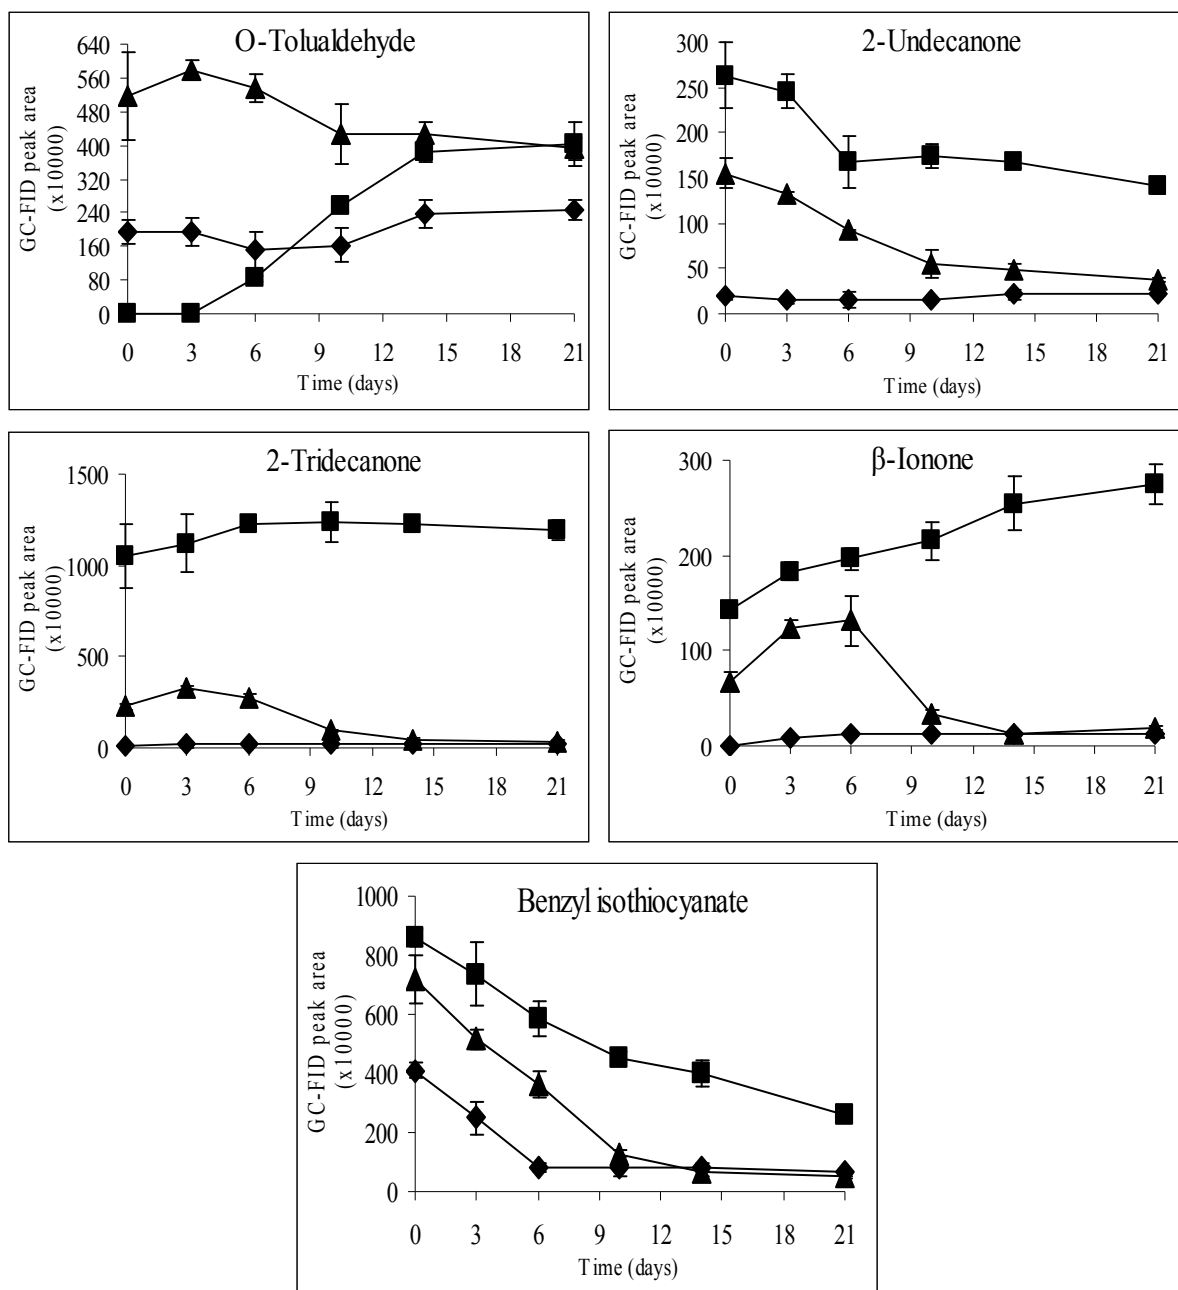 O-Tolualdehyde
GC-FID peak area
(x10000)
640
560
480
400
320
240
160
80
0
0 3 6 9 12 15 18 21
Time (days)
2-Undecanone
GC-FID peak area
(x10000)
300
250
200
150
100
50
0
0 3 6 9 12 15 18 21
Time (days)
2-Tridecanone
GC-FID peak area
(x10000)
1500
1000
500
0
0 3 6 9 12 15 18 21
Time (days)
β-Ionone
GC-FID peak area
(x10000)
300
200
100
0
0 3 6 9 12 15 18 21
Time (days)
Benzyl isothiocyanate
GC-FID peak area
(x10000)
1000
800
600
400
200
0
0 3 6 9 12 15 18 21
Time (days)